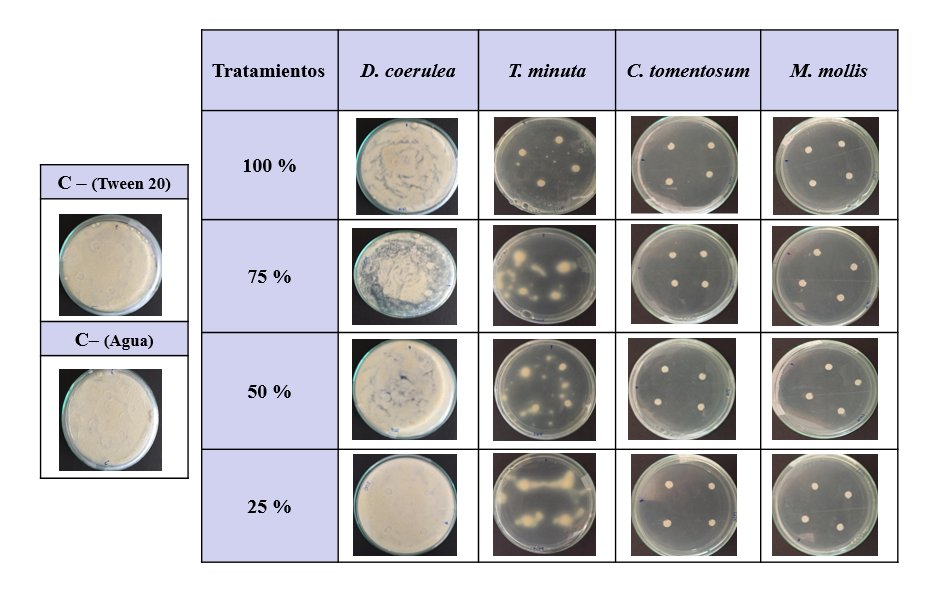 Tratamientos D. coerulea T. minuta C. tomentosum M. mollis
100 %
C – (Tween 20)
75 %
C– (Agua)
50 %
25 %